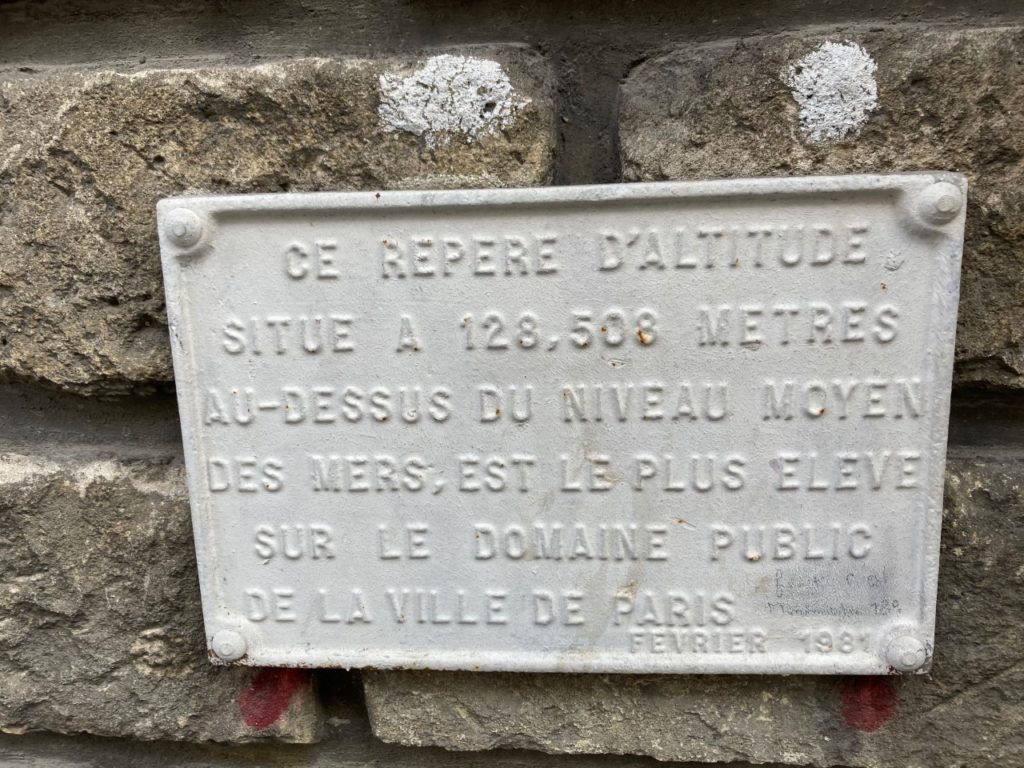 CE REPERE D'ALTITUDE
SITUE A 128,508 METRES
AU-DESSUS DU NIVEAU MOYEN
DES MERS, EST LE PLUS ELEVE
SUR LE DOMAINE PUBLIC
DE LA VILLE DE PARIS
FEVRIER 1981